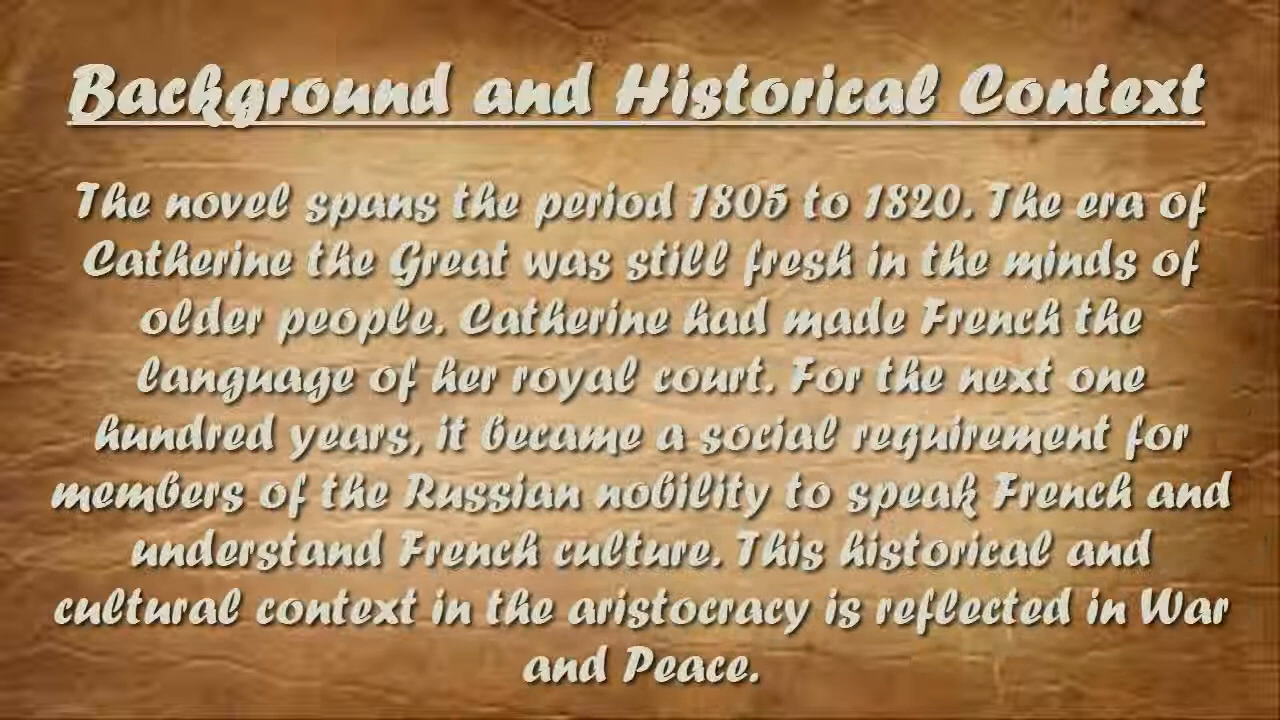 Background and Historical Context
The novel spans the period 1805 to 1820. The era of
Catherine the Great was still fresh in the minds of
older people. Catherine had made French the
language of her royal court. For the next one
hundred years, it became a social requirement for
members of the Russian nobility to speak French and
understand French culture. This historical and
cultural context in the aristocracy is reflected in War
and Peace.